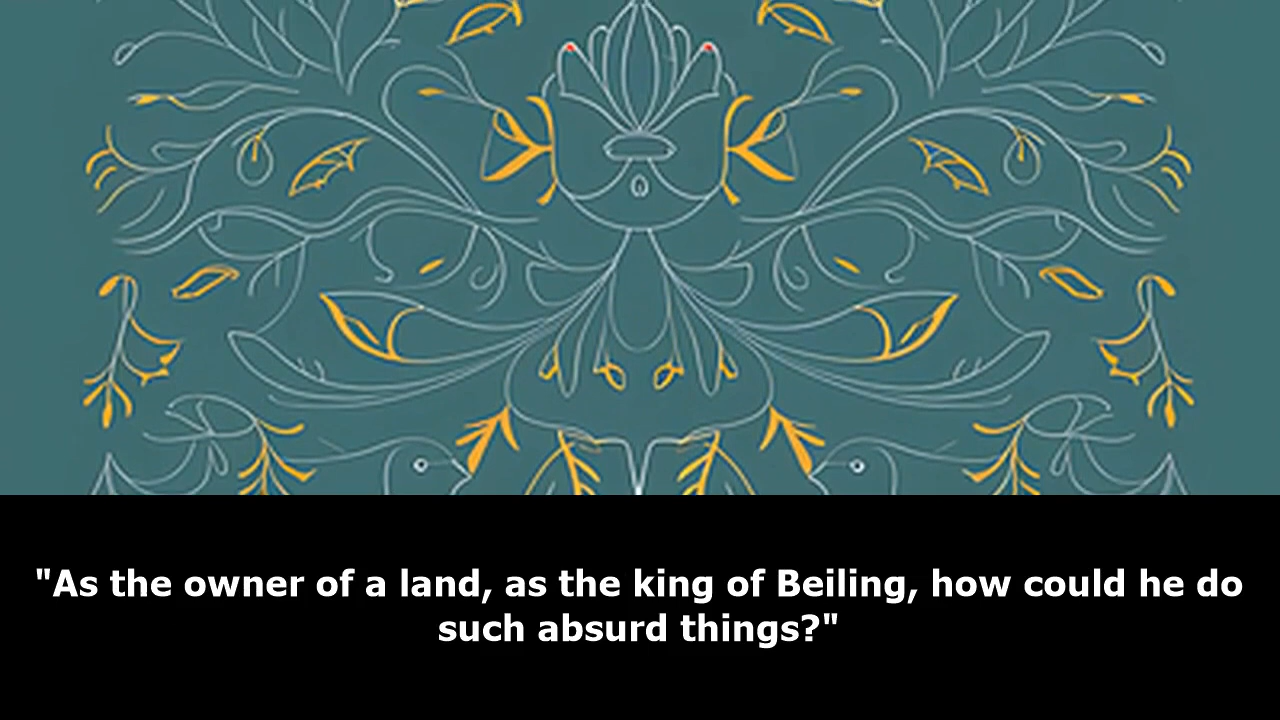 "As the owner of a land, as the king of Beiling, how could he do
such absurd things?"